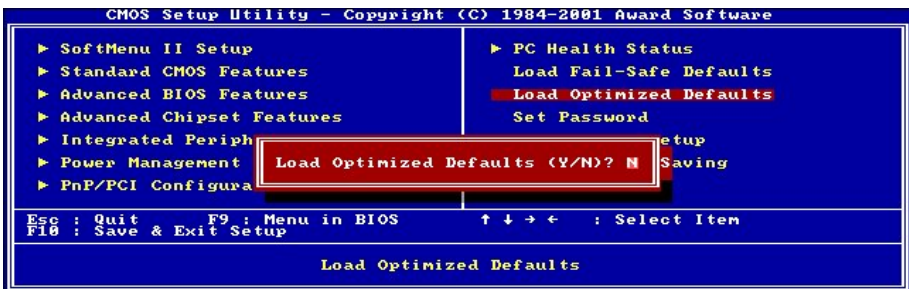 CMOS Setup Utility - Copyright (C) 1984-2001 Award Software
► SoftMenu II Setup
► Standard CMOS Features
► Advanced BIOS Features
► Advanced Chipset Features
► Integrated Periph
► Power Management
► PnP/PCI Configura
► PC Health Status
Load Fail-Safe Defaults
Load Optimized Defaults
Set Password
etup
Saving
Load Optimized Defaults (Y/N)? N
Esc : Quit F9 : Menu in BIOS ↑ ↓ → ← : Select Item
F10 : Save & Exit Setup
Load Optimized Defaults